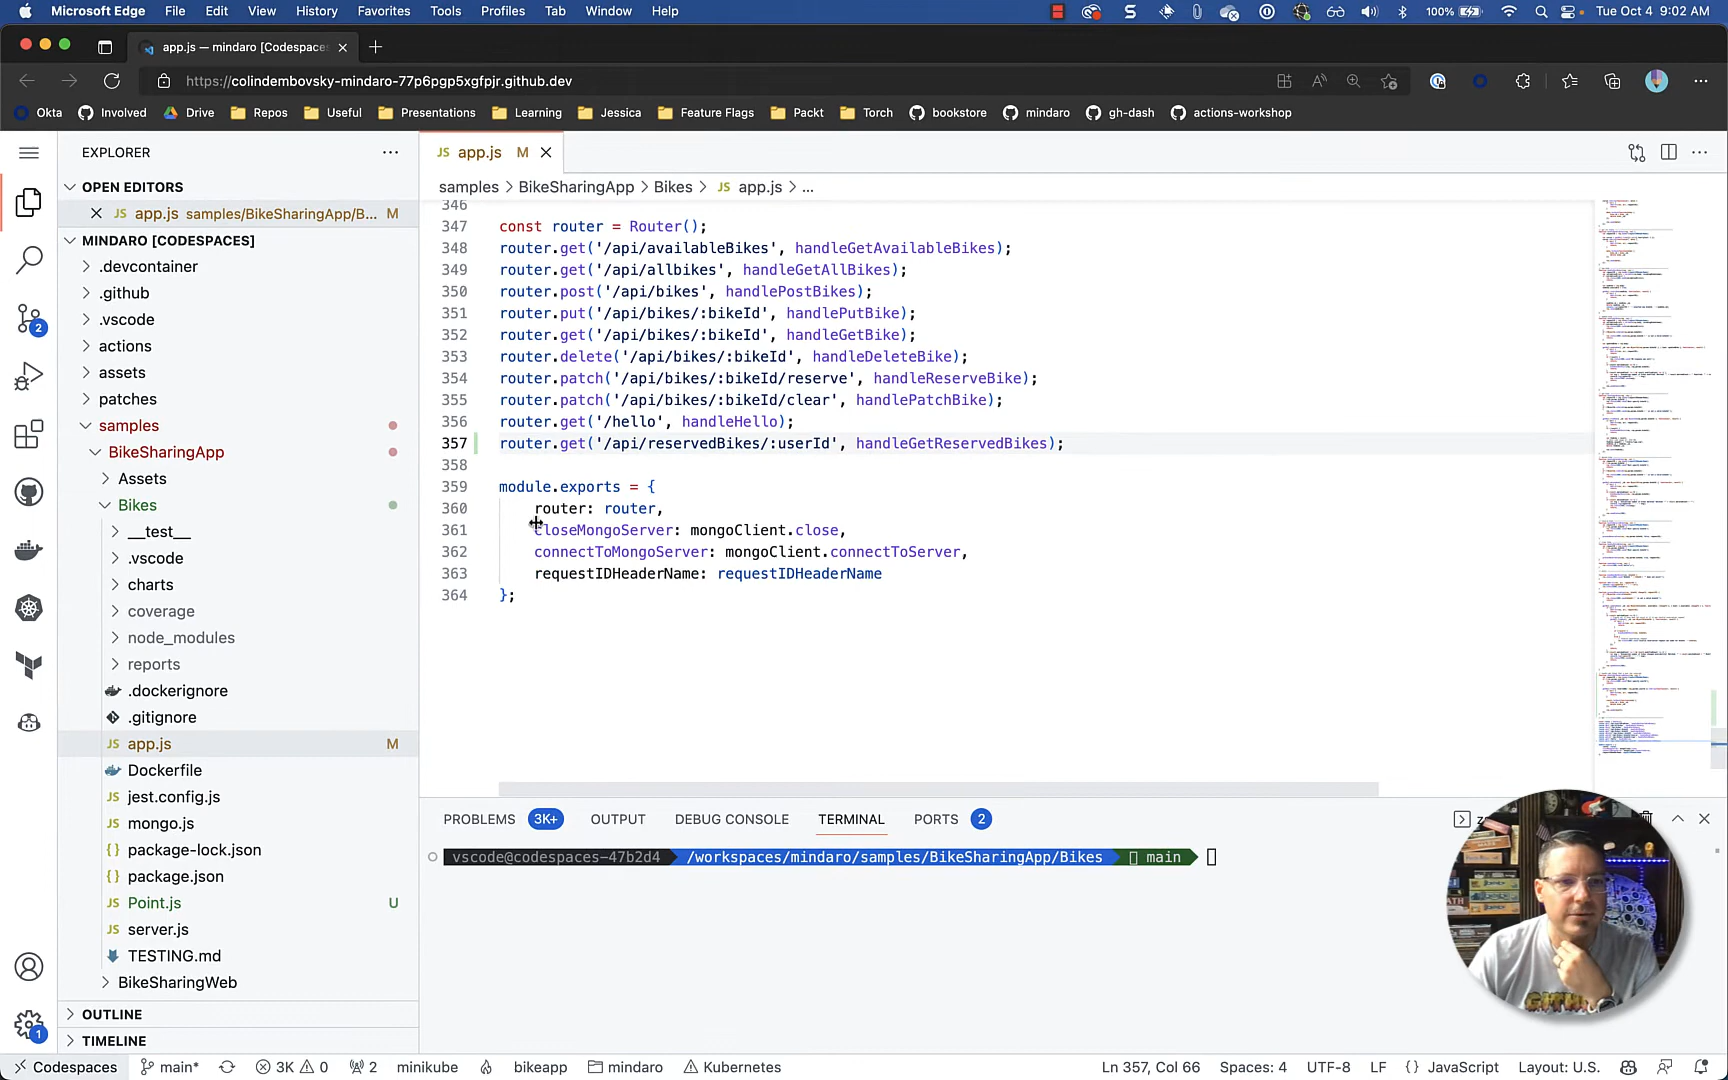 Microsoft Edge File Edit View History Favorites Tools Profiles Tab Window Help 100% Tue Oct 4 9:02 AM
app.js — mindaro [Codespaces
https://colindembovsky-mindaro-77p6pgp5xgfpjr.github.dev
Okta Involved Drive Repos Useful Presentations Learning Jessica Feature Flags Packt Torch bookstore mindaro gh-dash actions-workshop
EXPLORER
OPEN EDITORS
app.js samples/BikeSharingApp/B... M
MINDARO [CODESPACES]
.devcontainer
.github
.vscode
2
actions
assets
patches
samples
BikeSharingApp
Assets
Bikes
__test__
.vscode
charts
coverage
node_modules
reports
.dockerignore
.gitignore
JS app.js M
Dockerfile
JS jest.config.js
JS mongo.js
{} package-lock.json
{} package.json
JS Point.js U
JS server.js
TESTING.md
BikeSharingWeb
OUTLINE
TIMELINE
1
JS app.js M
samples > BikeSharingApp > Bikes > JS app.js > ...
346
347 const router = Router();
348 router.get('/api/availableBikes', handleGetAvailableBikes);
349 router.get('/api/allbikes', handleGetAllBikes);
350 router.post('/api/bikes', handlePostBikes);
351 router.put('/api/bikes/:bikeId', handlePutBike);
352 router.get('/api/bikes/:bikeId', handleGetBike);
353 router.delete('/api/bikes/:bikeId', handleDeleteBike);
354 router.patch('/api/bikes/:bikeId/reserve', handleReserveBike);
355 router.patch('/api/bikes/:bikeId/clear', handlePatchBike);
356 router.get('/hello', handleHello);
357 router.get('/api/reservedBikes/:userId', handleGetReservedBikes);
358
359 module.exports = {
360 router: router,
361 closeMongoServer: mongoClient.close,
362 connectToMongoServer: mongoClient.connectToServer,
363 requestIDHeaderName: requestIDHeaderName
364 };
PROBLEMS 3K+ OUTPUT DEBUG CONSOLE TERMINAL PORTS 2
vscode@codespaces-47b2d4 /workspaces/mindaro/samples/BikeSharingApp/Bikes main
Codespaces main* 3K 0 2 minikube bikeapp mindaro Kubernetes Ln 357, Col 66 Spaces: 4 UTF-8 LF {} JavaScript Layout: U.S.